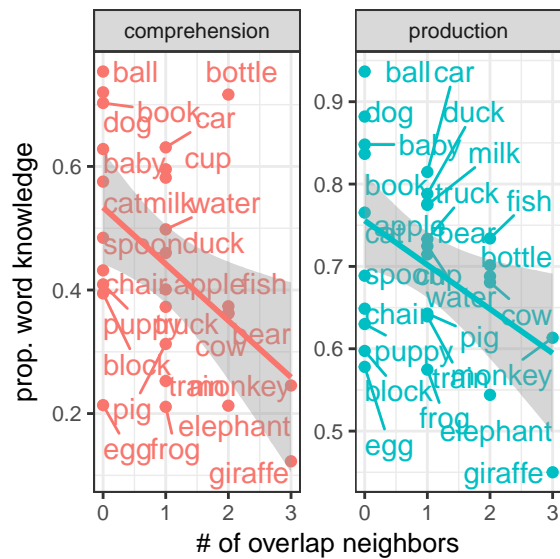 comprehension
production
prop. word knowledge
0.6
0.4
0.2
ball
bottle
book
car
dog
cup
baby
cat
milk
water
spoon
duck
chair
apple
fish
puppy
truck
bear
cow
block
train
monkey
pig
elephant
egg
frog
giraffe
0
1
2
3
0.9
0.8
0.7
0.6
0.5
ball
car
dog
duck
baby
milk
book
truck
fish
apple
cat
bear
bottle
spoon
cup
cow
water
chair
pig
puppy
monkey
train
block
frog
elephant
egg
giraffe
0
1
2
3
# of overlap neighbors